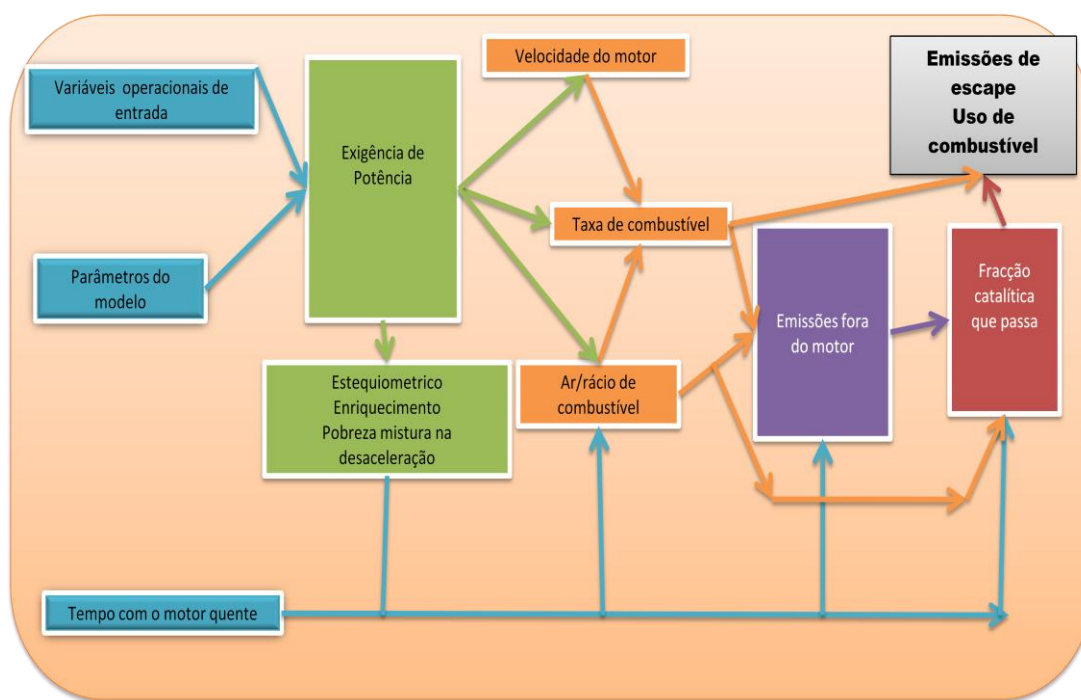 Variáveis operacionais de
entrada
Parâmetros do
modelo
Exigência de
Potência
Velocidade do motor
Taxa de combustível
Emissões de
escape
Uso de
combustível
Estequiometrico
Enriquecimento
Pobreza mistura na
desaceleração
Ar/rácio de
combustível
Emissões fora
do motor
Fracção
catalítica
que passa
Tempo com o motor quente